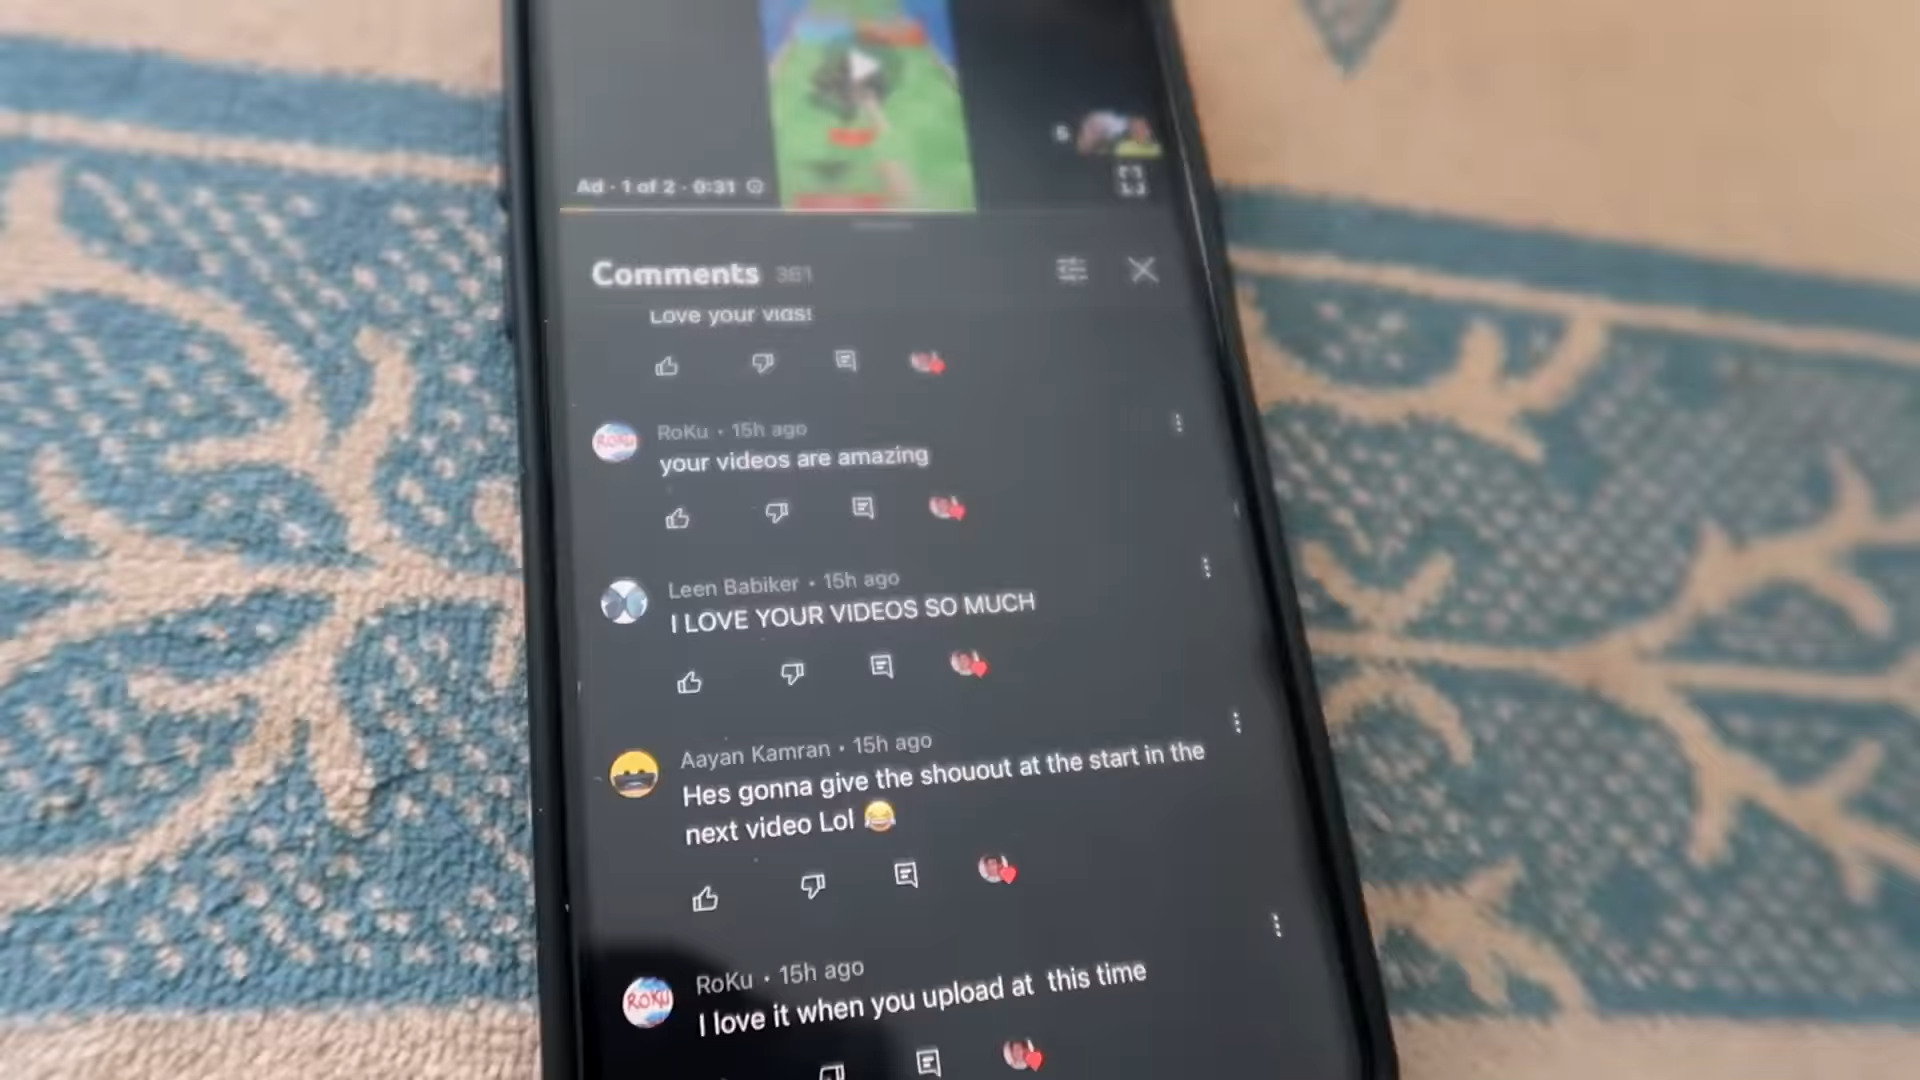 Ad · 1 of 2 · 0:31
Comments 361
Love your vids!
RoKu • 15h ago
your videos are amazing
Leen Babiker • 15h ago
I LOVE YOUR VIDEOS SO MUCH
Aayan Kamran • 15h ago
Hes gonna give the shouout at the start in the
next video Lol 😂
ROKU
RoKu • 15h ago
I love it when you upload at this time